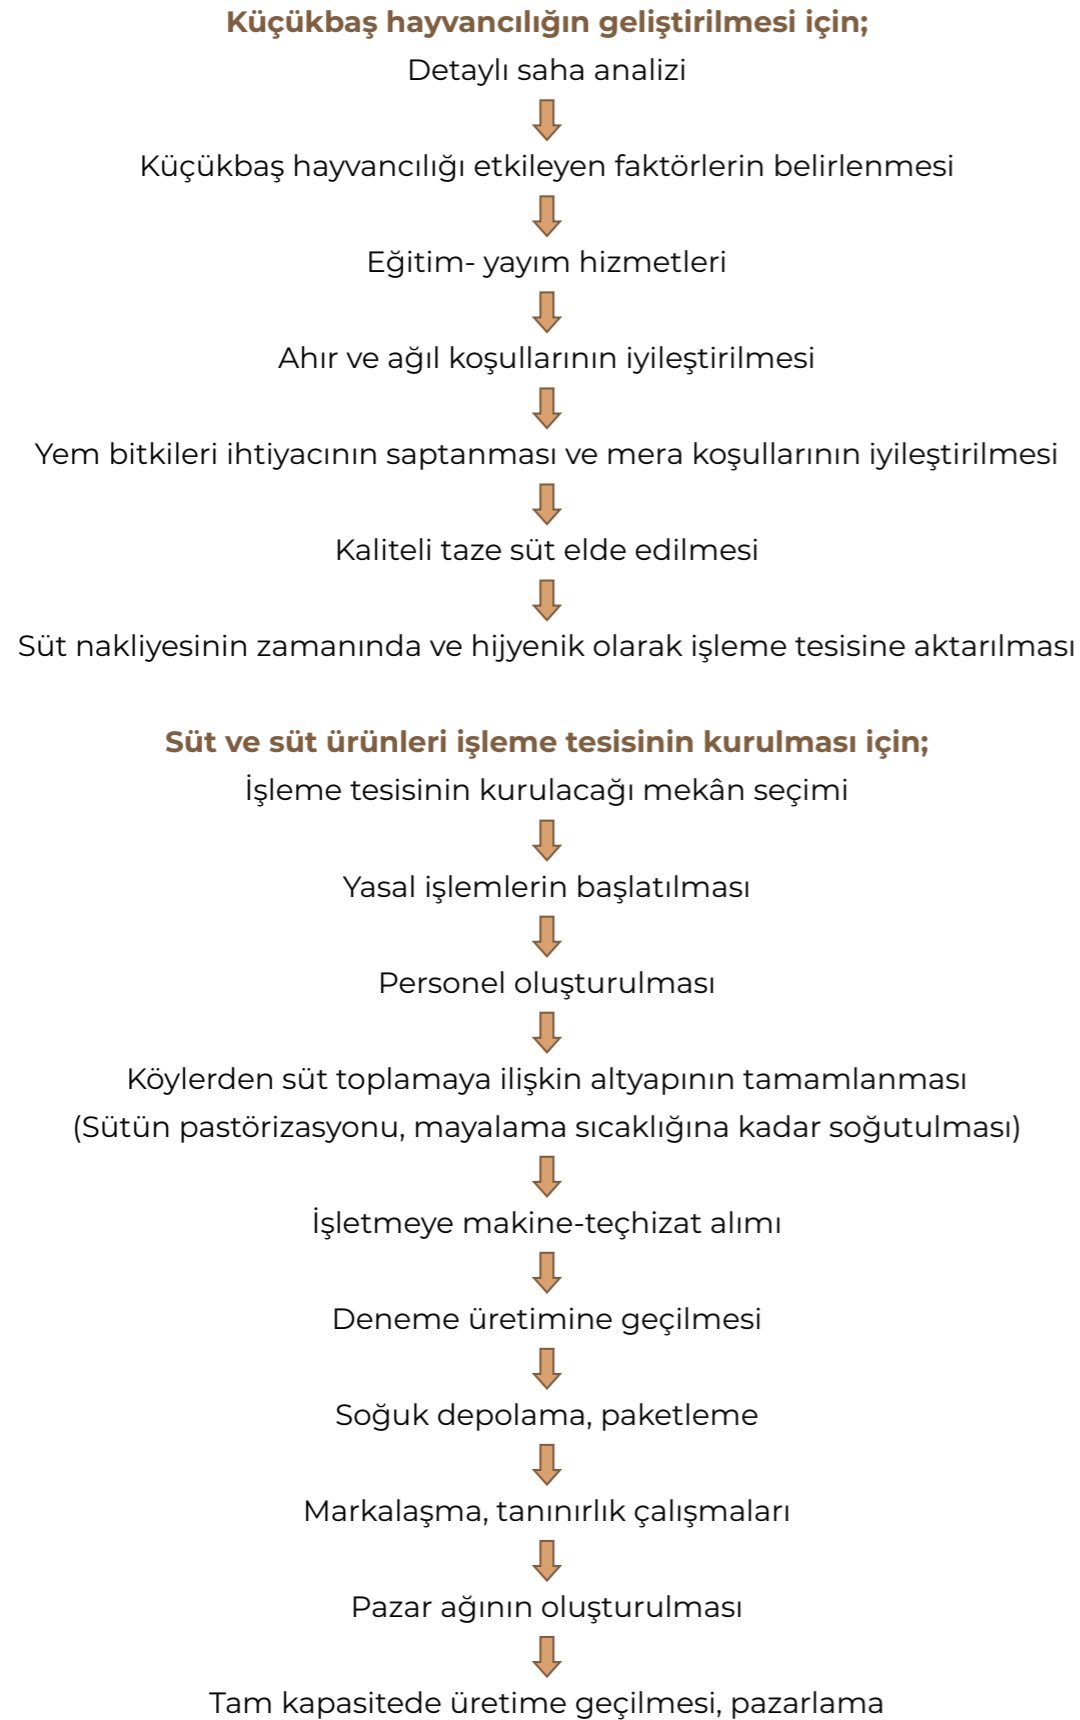 Küçükbaş hayvancılığın geliştirilmesi için;
Detaylı saha analizi
Küçükbaş hayvancılığı etkileyen faktörlerin belirlenmesi
Eğitim- yayım hizmetleri
Ahır ve ağıl koşullarının iyileştirilmesi
Yem bitkileri ihtiyacının saptanması ve mera koşullarının iyileştirilmesi
Kaliteli taze süt elde edilmesi
Süt nakliyesinin zamanında ve hijyenik olarak işleme tesisine aktarılması
Süt ve süt ürünleri işleme tesisinin kurulması için;
İşleme tesisinin kurulacağı mekân seçimi
Yasal işlemlerin başlatılması
Personel oluşturulması
Köylerden süt toplamaya ilişkin altyapının tamamlanması
(Sütün pastörizasyonu, mayalama sıcaklığına kadar soğutulması)
İşletmeye makine-teçhizat alımı
Deneme üretimine geçilmesi
Soğuk depolama, paketleme
Markalaşma, tanınırlık çalışmaları
Pazar ağının oluşturulması
Tam kapasitede üretime geçilmesi, pazarlama